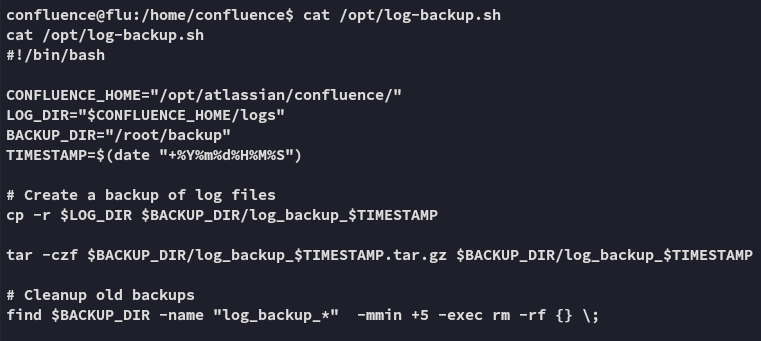 confluence@flu:/home/confluence$ cat /opt/log-backup.sh
cat /opt/log-backup.sh
#!/bin/bash

CONFLUENCE_HOME="/opt/atlassian/confluence/"
LOG_DIR="$CONFLUENCE_HOME/logs"
BACKUP_DIR="/root/backup"
TIMESTAMP=$(date "+%Y%m%d%H%M%S")

# Create a backup of log files
cp -r $LOG_DIR $BACKUP_DIR/log_backup_$TIMESTAMP

tar -czf $BACKUP_DIR/log_backup_$TIMESTAMP.tar.gz $BACKUP_DIR/log_backup_$TIMESTAMP

# Cleanup old backups
find $BACKUP_DIR -name "log_backup_*"  -mmin +5 -exec rm -rf {} \;